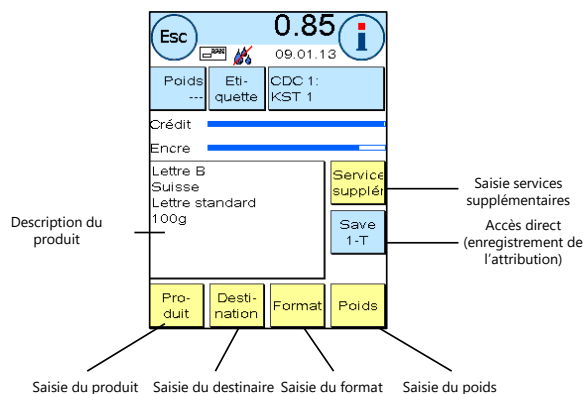 Esc
0.85
i
09.01.13
Poids
---
Eti-
quette
CDC 1:
KST 1
Crédit
Encre
Lettre B
Suisse
Lettre standard
100g
Service
supplér
Save
1-T
Pro-
duit
Desti-
nation
Format
Poids
Description du
produit
Saisie services
supplémentaires
Accès direct
(enregistrement de
l'attribution)
Saisie du produit
Saisie du destinaire
Saisie du format
Saisie du poids